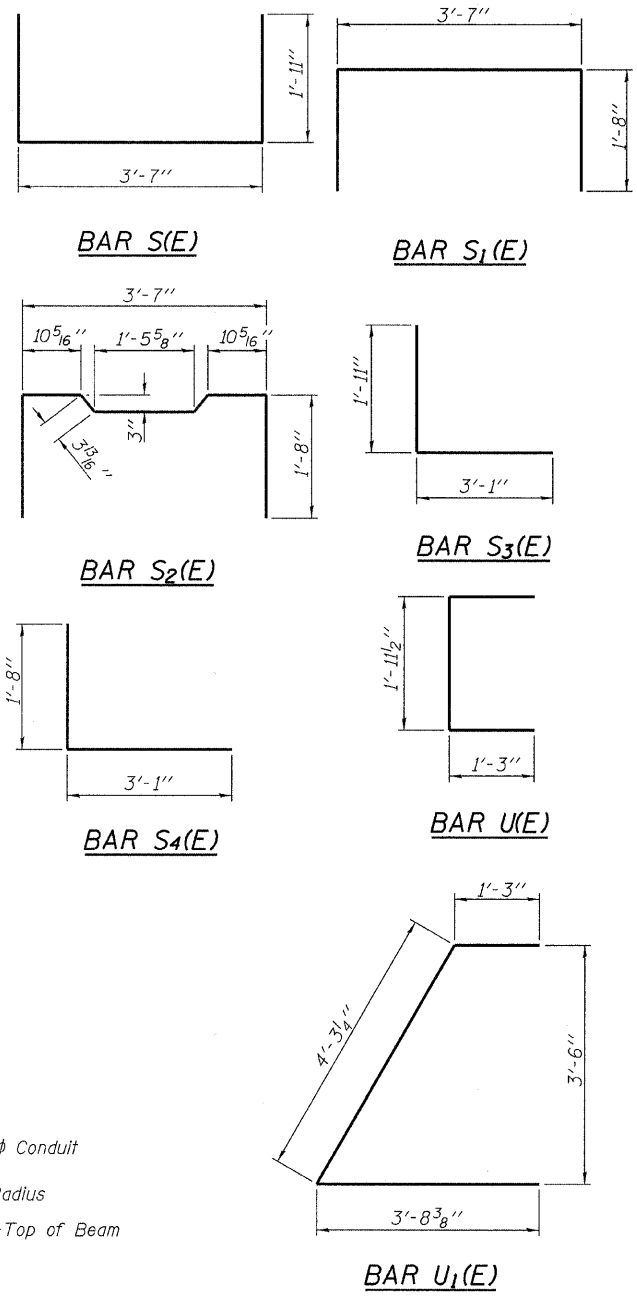 1'-11"
3'-7"
BAR S(E)
3'-7"
1'-8"
BAR S1(E)
3'-7"
10 5/16" 1'-5 5/8" 10 5/16"
3"
3 13/16"
1'-8"
BAR S2(E)
1'-11"
3'-1"
BAR S3(E)
1'-8"
3'-1"
BAR S4(E)
1'-11 1/2"
1'-3"
BAR U(E)
1'-3"
4'-3 1/4"
3'-6"
3'-8 3/8"
BAR U1(E)
ϕ Conduit
Radius
Top of Beam